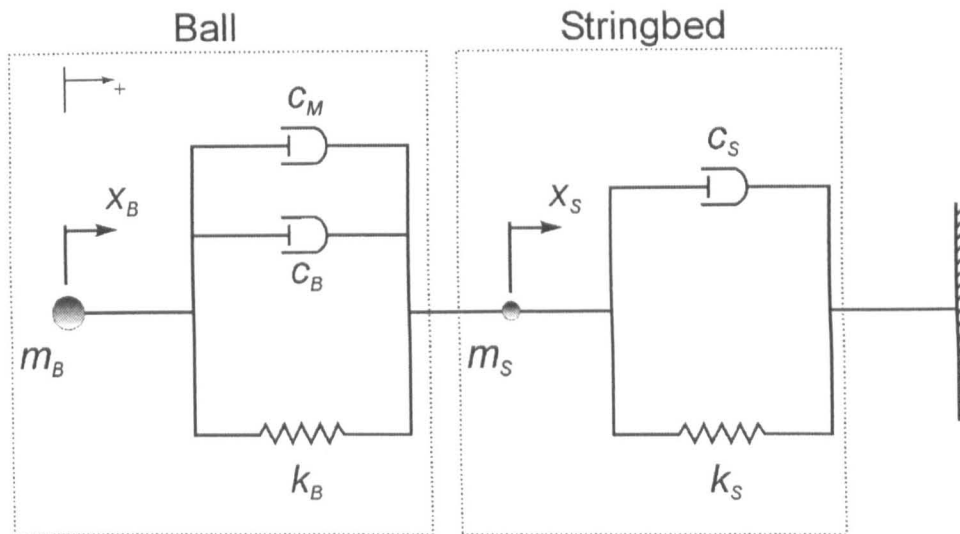 Ball
Stringbed
+
c_M
c_S
x_B
x_S
c_B
m_B
m_S
k_B
k_S